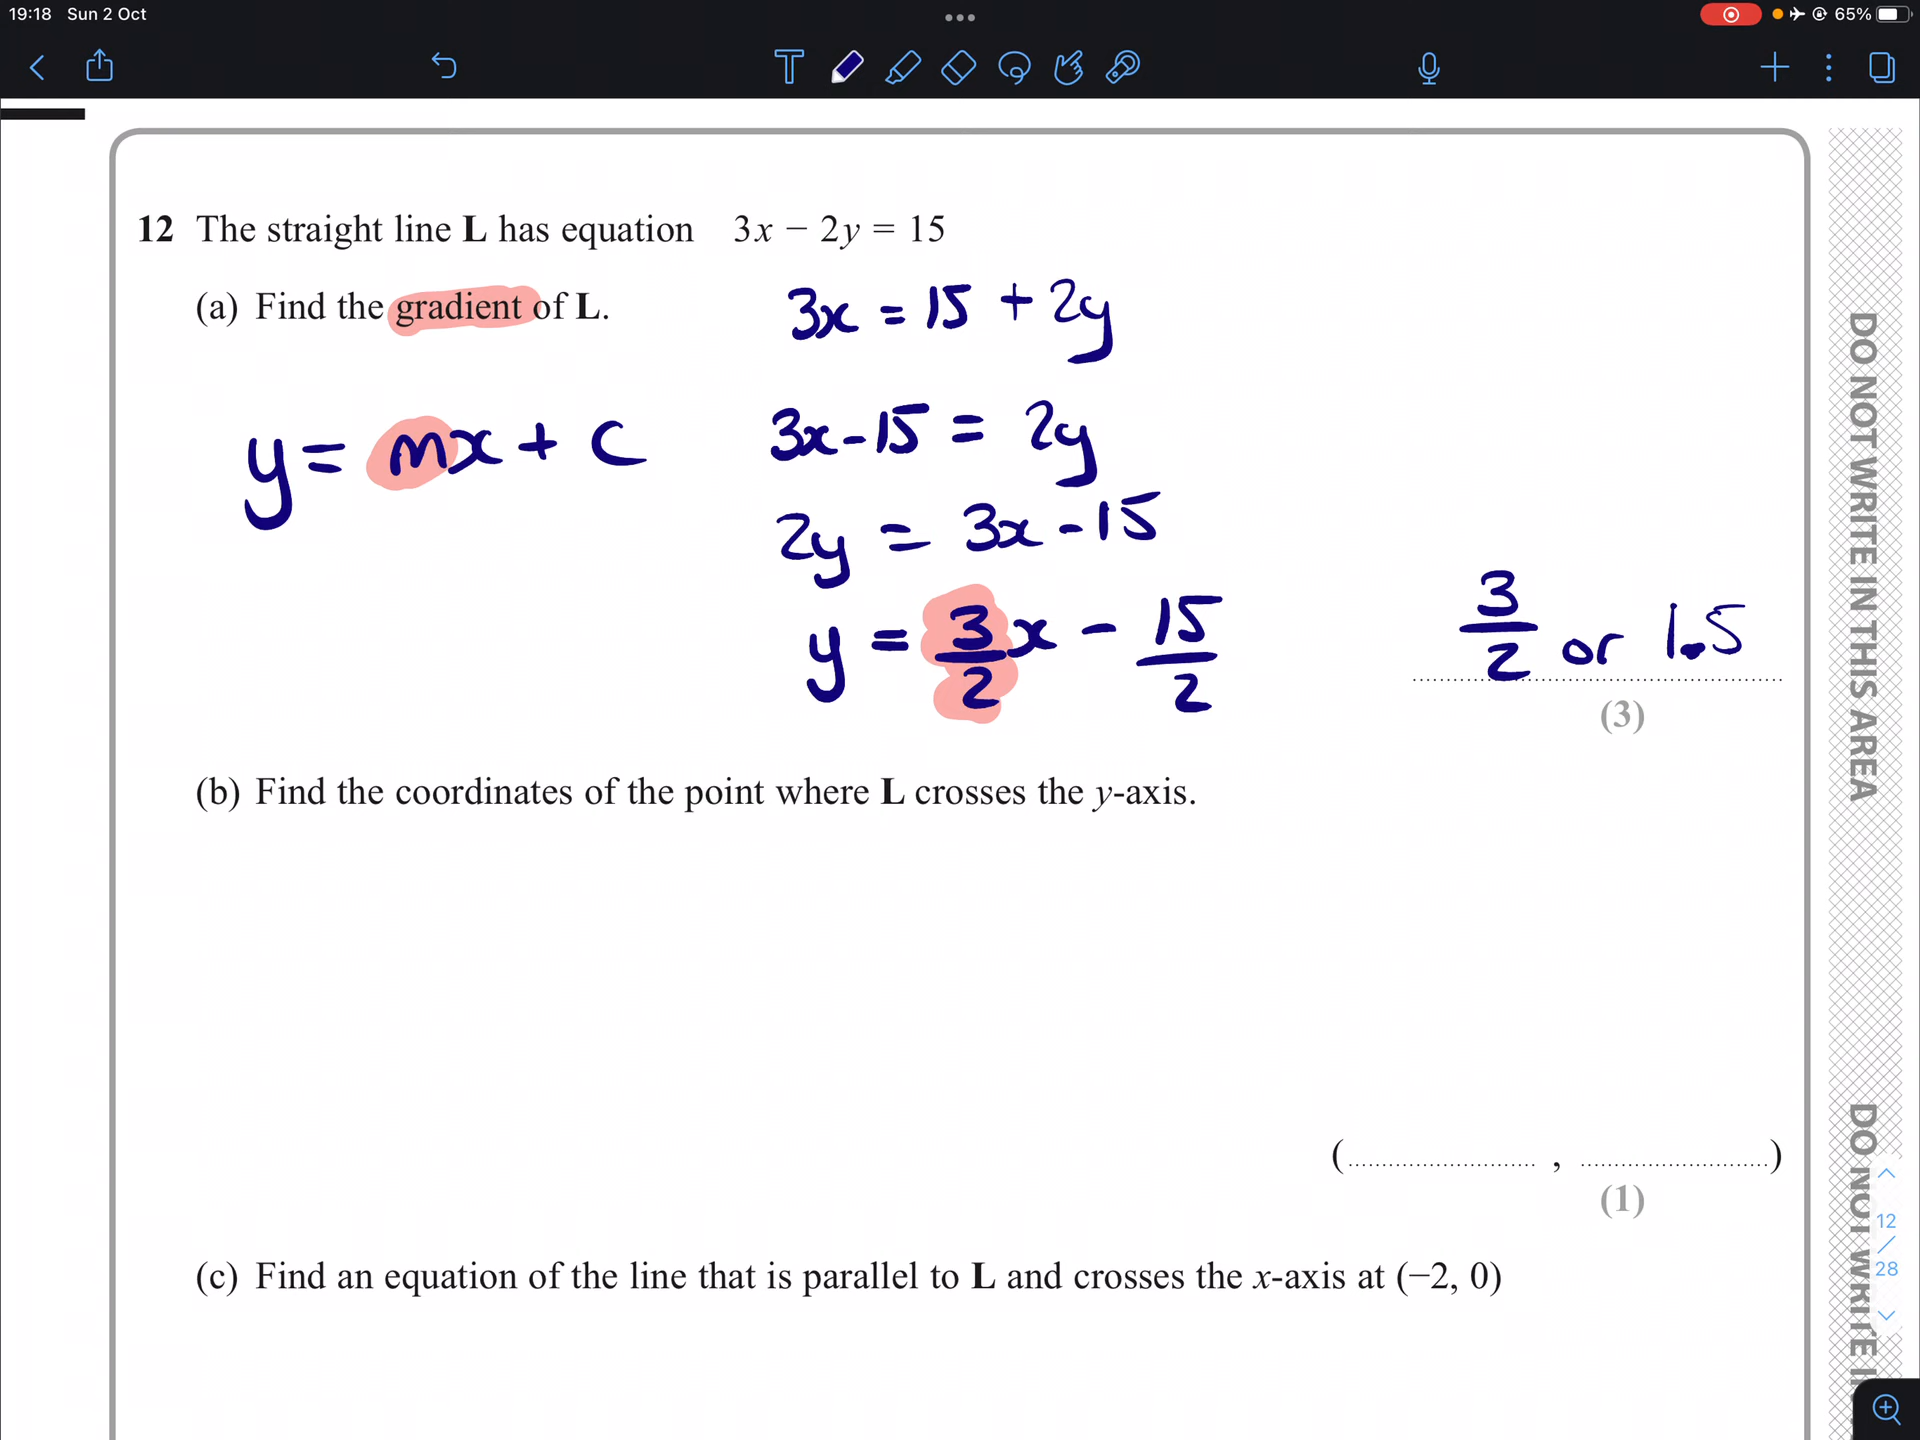 19:18 Sun 2 Oct
65%
12 The straight line L has equation 3x − 2y = 15
(a) Find the gradient of L.
3x = 15 + 2y
y = mx + c
3x - 15 = 2y
2y = 3x - 15
y = 3/2 x - 15/2
3/2 or 1.5
(3)
(b) Find the coordinates of the point where L crosses the y-axis.
(.........................., ..........................)
(1)
(c) Find an equation of the line that is parallel to L and crosses the x-axis at (−2, 0)
DO NOT WRITE IN THIS AREA
DO NOT WRITE I
12
/
28